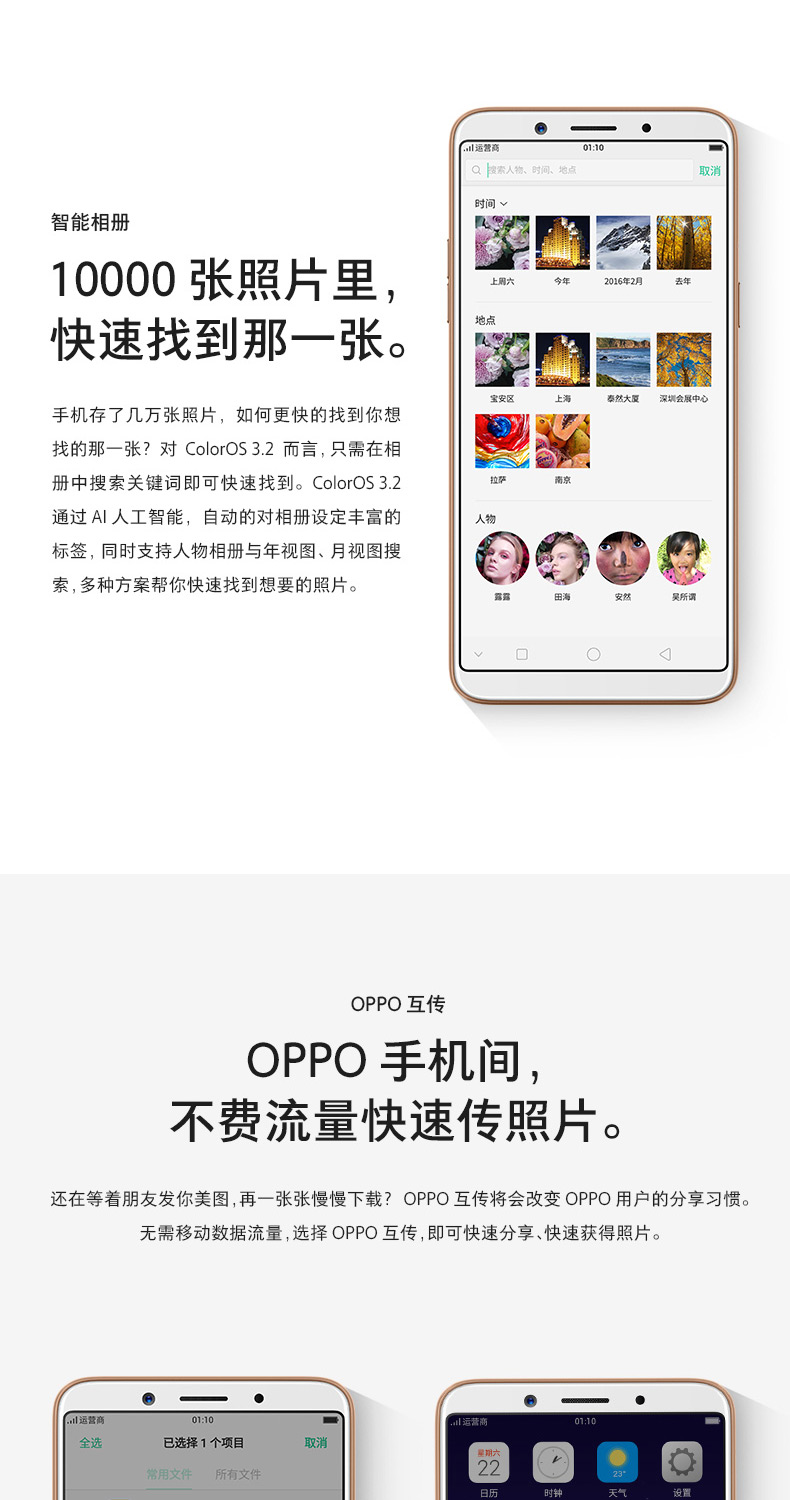 智能相册
10000 张照片里，
快速找到那一张。
手机存了几万张照片，如何更快的找到你想
找的那一张？对 ColorOS 3.2 而言，只需在相
册中搜索关键词即可快速找到。ColorOS 3.2
通过 AI 人工智能，自动的对相册设定丰富的
标签，同时支持人物相册与年视图、月视图搜
索，多种方案帮你快速找到想要的照片。
运营商 01:10
搜索人物、时间、地点 取消
时间
上周六 今年 2016年2月 去年
地点
宝安区 上海 泰然大厦 深圳会展中心
拉萨 南京
人物
露露 田海 安然 吴所谓
OPPO 互传
OPPO 手机间，
不费流量快速传照片。
还在等着朋友发你美图，再一张张慢慢下载？OPPO 互传将会改变 OPPO 用户的分享习惯。
无需移动数据流量，选择 OPPO 互传，即可快速分享、快速获得照片。
运营商 01:10
全选 已选择 1 个项目 取消
常用文件 所有文件
运营商 01:10
星期六
22 23°
日历 时钟 天气 设置